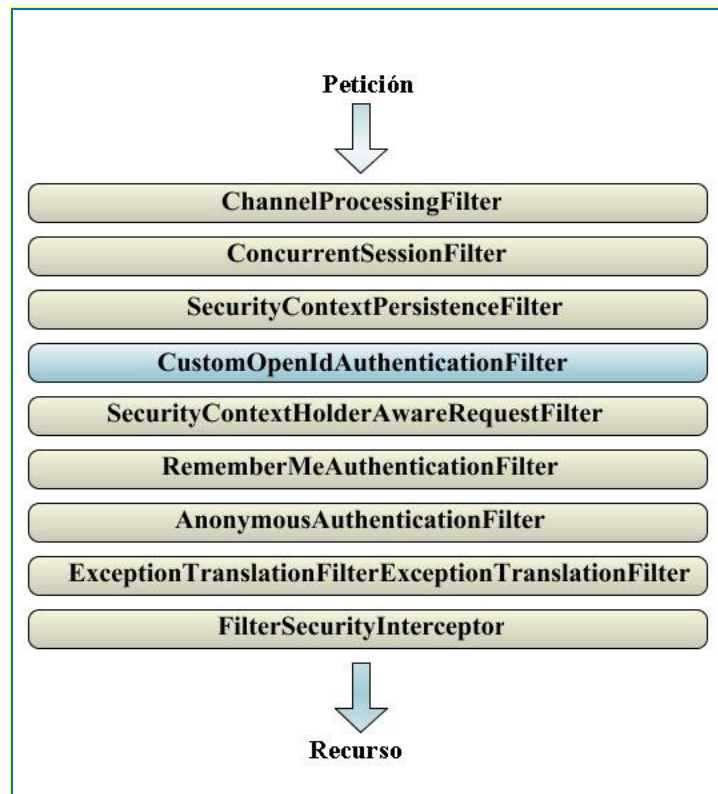 Petición
ChannelProcessingFilter
ConcurrentSessionFilter
SecurityContextPersistenceFilter
CustomOpenIdAuthenticationFilter
SecurityContextHolderAwareRequestFilter
RememberMeAuthenticationFilter
AnonymousAuthenticationFilter
ExceptionTranslationFilterExceptionTranslationFilter
FilterSecurityInterceptor
Recurso